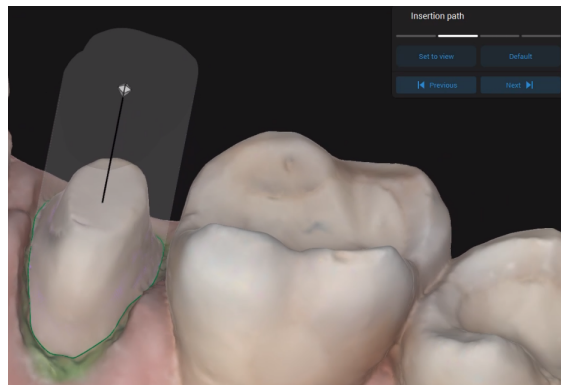 Insertion path
Set to view
Default
Previous
Next